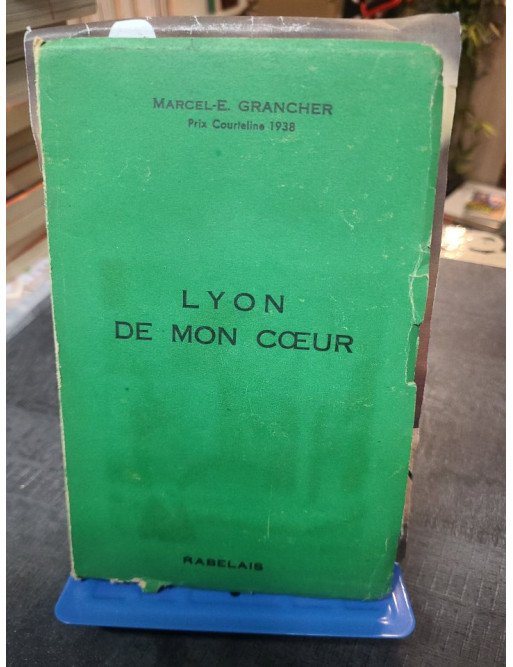 MARCEL-E. GRANCHER
Prix Courteline 1938
LYON
DE MON CŒUR
RABELAIS